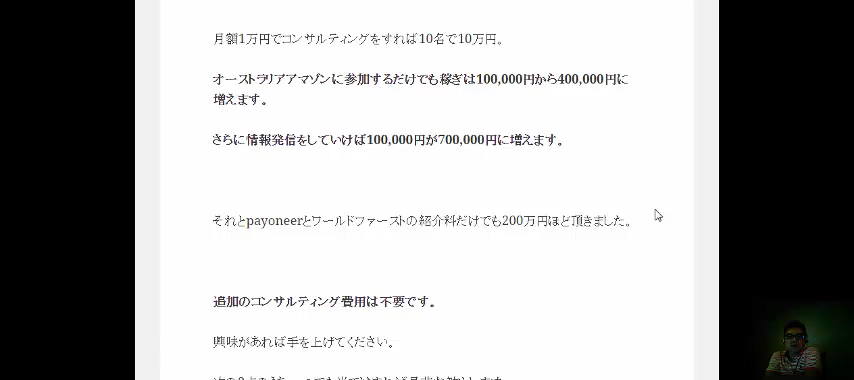 月額1万円でコンサルティングをすれば10名で10万円。
オーストラリアアマゾンに参加するだけでも稼ぎは100,000円から400,000円に
増えます。
さらに情報発信をしていけば100,000円が700,000円に増えます。
それとpayoneerとワールドファーストの紹介料だけでも200万円ほど頂きました。
追加のコンサルティング費用は不要です。
興味があれば手を上げてください。